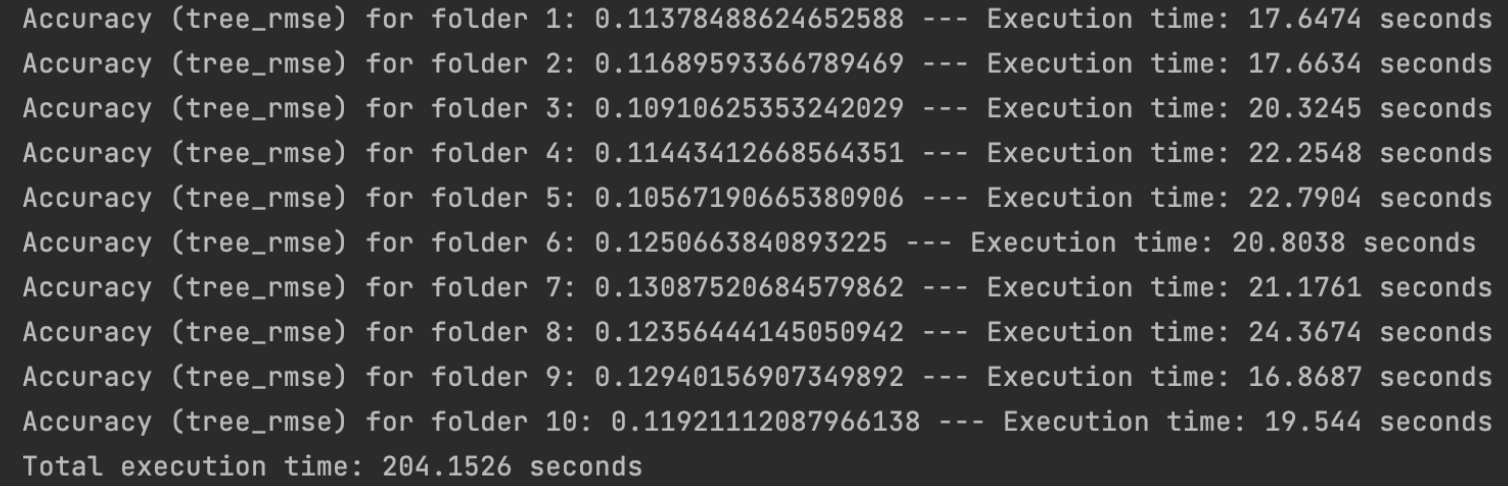 Accuracy (tree_rmse) for folder 1: 0.11378488624652588 --- Execution time: 17.6474 seconds
Accuracy (tree_rmse) for folder 2: 0.11689593366789469 --- Execution time: 17.6634 seconds
Accuracy (tree_rmse) for folder 3: 0.10910625353242029 --- Execution time: 20.3245 seconds
Accuracy (tree_rmse) for folder 4: 0.11443412668564351 --- Execution time: 22.2548 seconds
Accuracy (tree_rmse) for folder 5: 0.10567190665380906 --- Execution time: 22.7904 seconds
Accuracy (tree_rmse) for folder 6: 0.1250663840893225 --- Execution time: 20.8038 seconds
Accuracy (tree_rmse) for folder 7: 0.13087520684579862 --- Execution time: 21.1761 seconds
Accuracy (tree_rmse) for folder 8: 0.12356444145050942 --- Execution time: 24.3674 seconds
Accuracy (tree_rmse) for folder 9: 0.12940156907349892 --- Execution time: 16.8687 seconds
Accuracy (tree_rmse) for folder 10: 0.11921112087966138 --- Execution time: 19.544 seconds
Total execution time: 204.1526 seconds